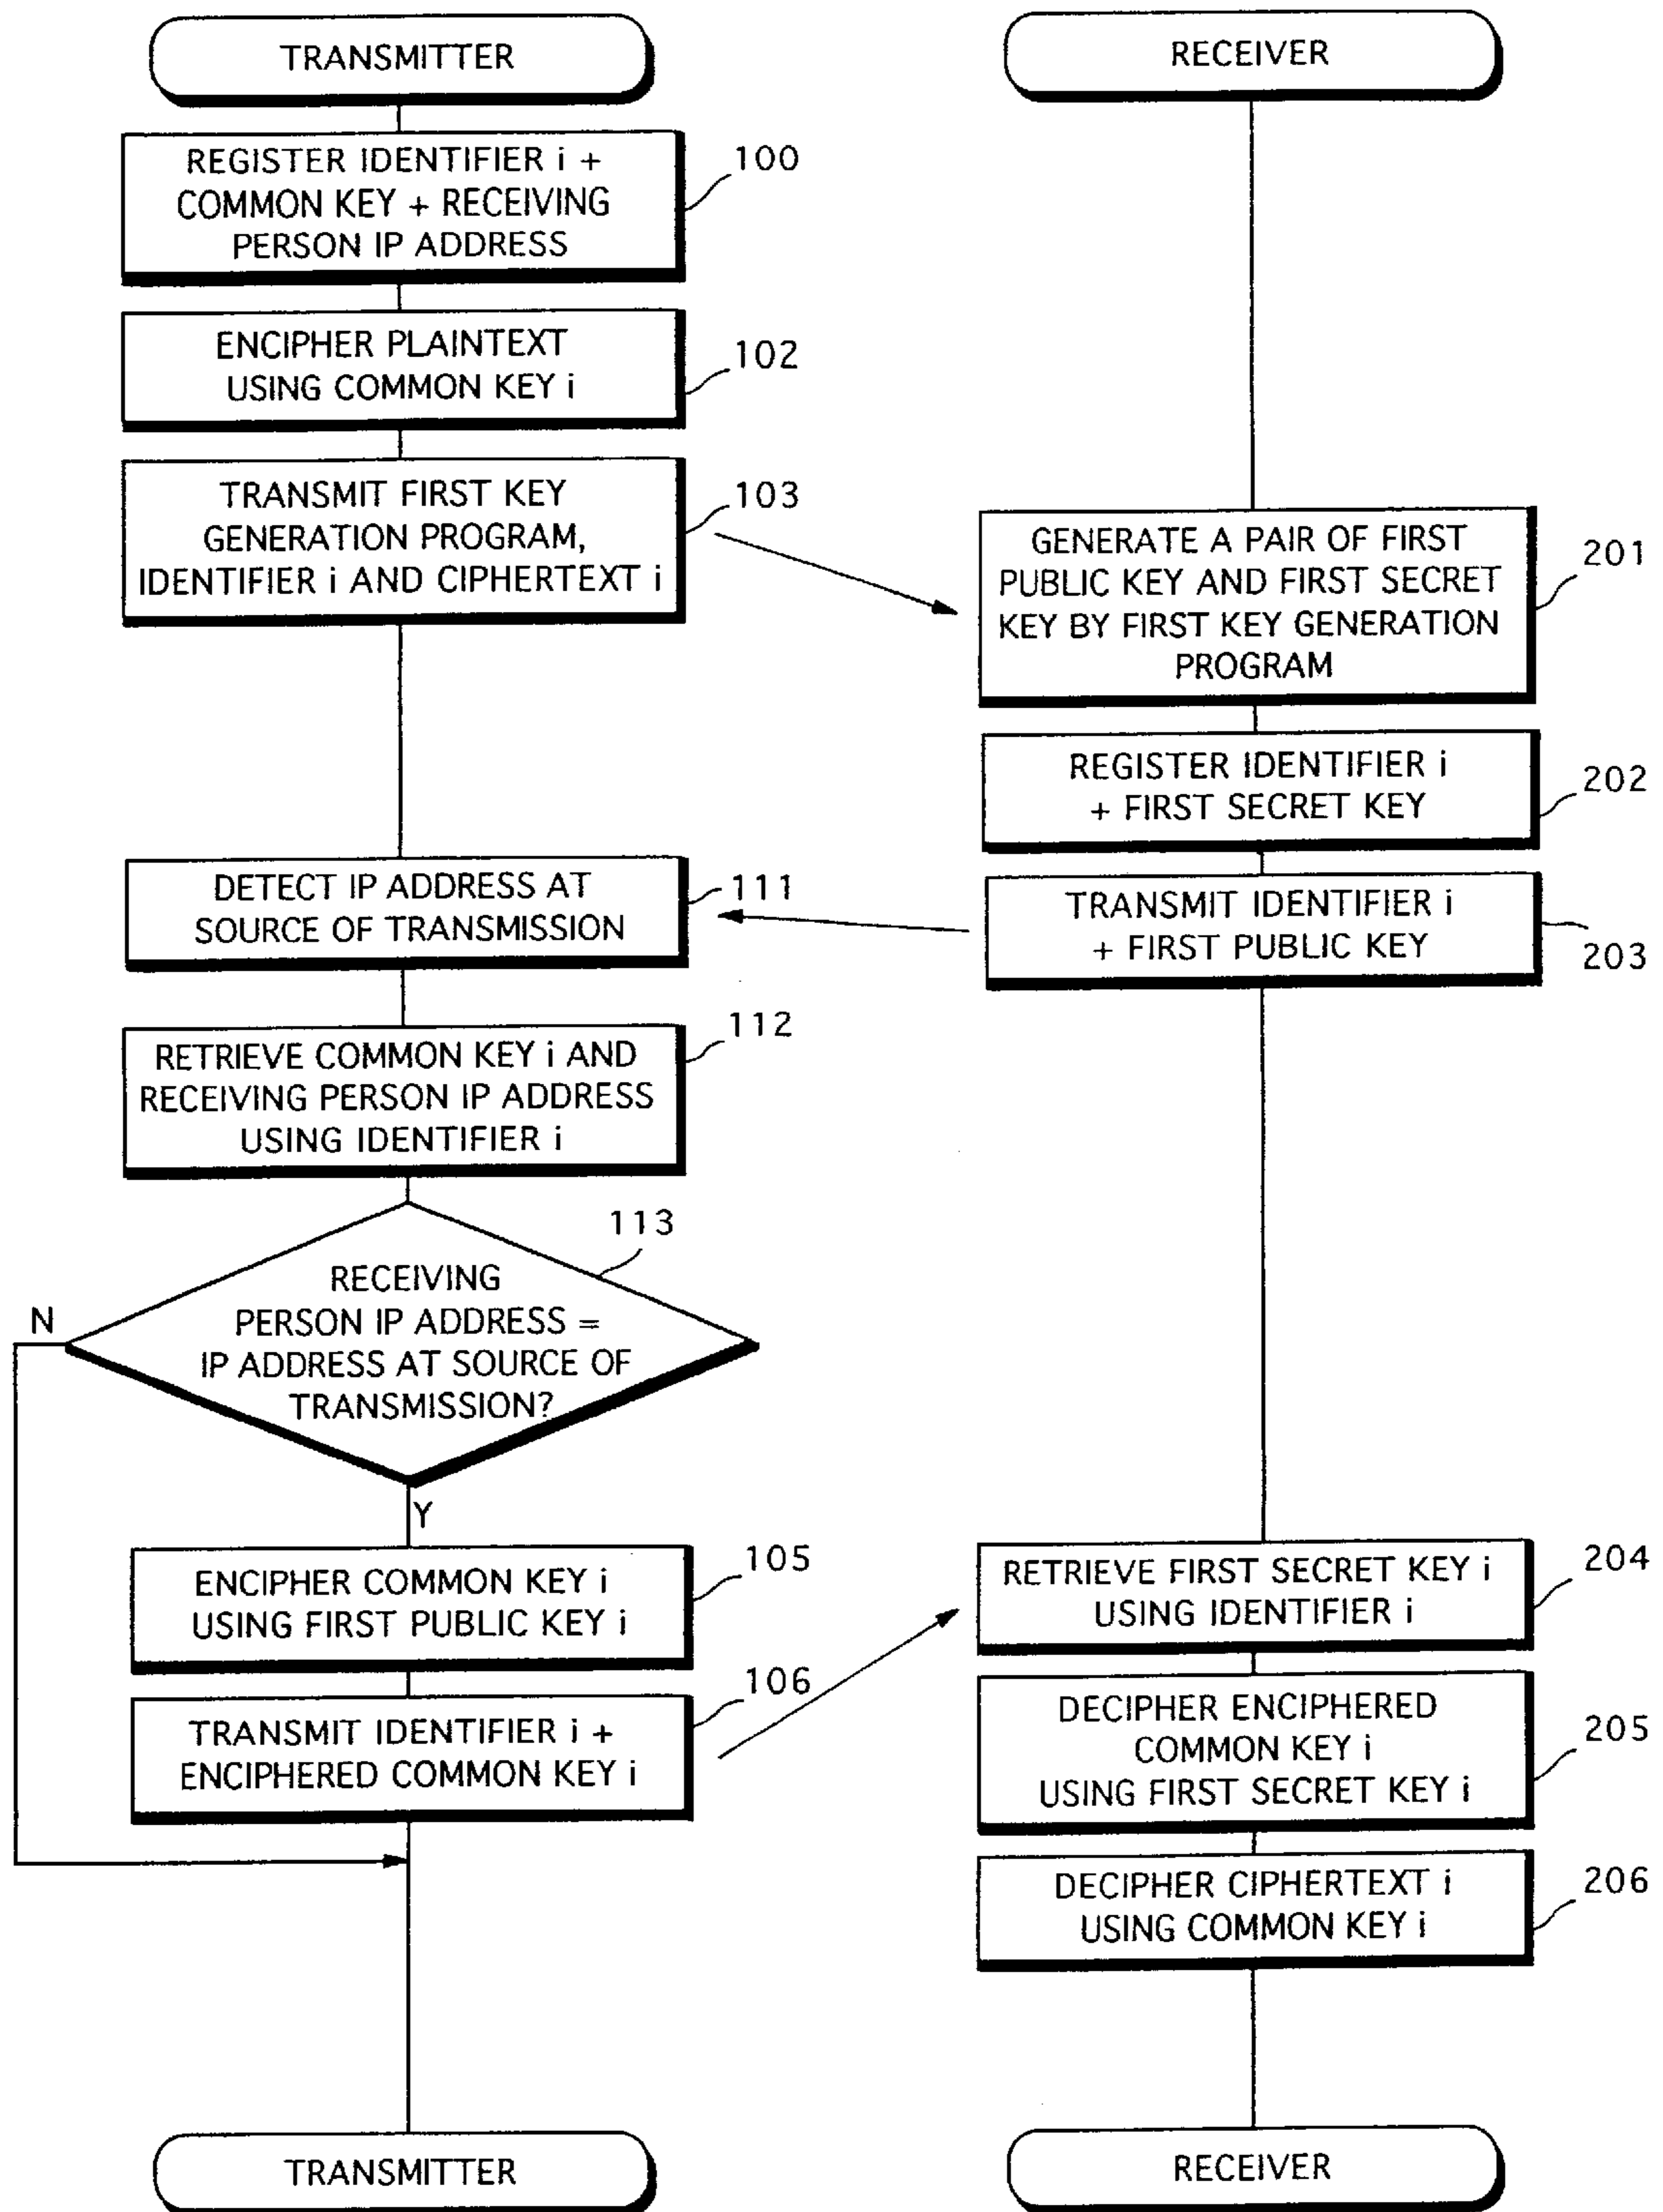 TRANSMITTER
REGISTER IDENTIFIER i +
COMMON KEY + RECEIVING
PERSON IP ADDRESS
100
ENCIPHER PLAINTEXT
USING COMMON KEY i
102
TRANSMIT FIRST KEY
GENERATION PROGRAM,
IDENTIFIER i AND CIPHERTEXT i
103
DETECT IP ADDRESS AT
SOURCE OF TRANSMISSION
111
RETRIEVE COMMON KEY i AND
RECEIVING PERSON IP ADDRESS
USING IDENTIFIER i
112
113
RECEIVING
PERSON IP ADDRESS =
IP ADDRESS AT SOURCE OF
TRANSMISSION?
N
Y
ENCIPHER COMMON KEY i
USING FIRST PUBLIC KEY i
105
TRANSMIT IDENTIFIER i +
ENCIPHERED COMMON KEY i
106
TRANSMITTER
RECEIVER
GENERATE A PAIR OF FIRST
PUBLIC KEY AND FIRST SECRET
KEY BY FIRST KEY GENERATION
PROGRAM
201
REGISTER IDENTIFIER i
+ FIRST SECRET KEY
202
TRANSMIT IDENTIFIER i
+ FIRST PUBLIC KEY
203
RETRIEVE FIRST SECRET KEY i
USING IDENTIFIER i
204
DECIPHER ENCIPHERED
COMMON KEY i
USING FIRST SECRET KEY i
205
DECIPHER CIPHERTEXT i
USING COMMON KEY i
206
RECEIVER